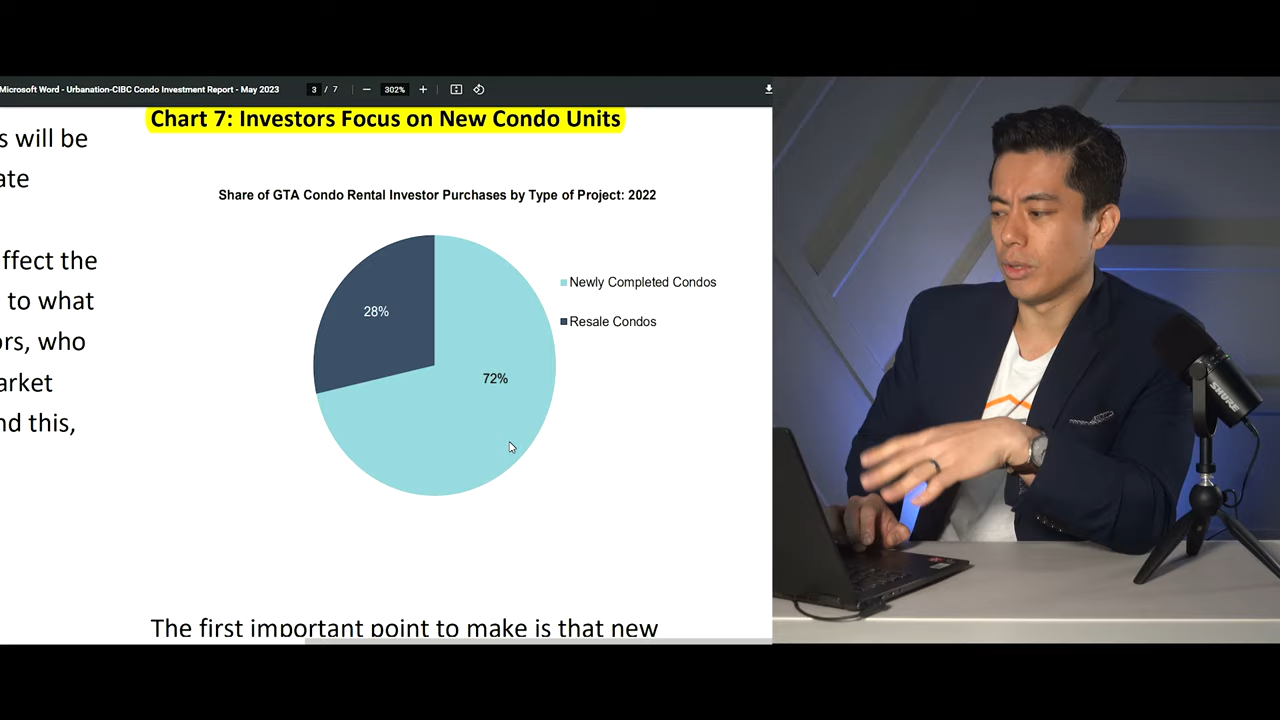 Microsoft Word - Urbanation-CIBC Condo Investment Report - May 2023
3 / 7
302%
s will be
ate
ffect the
to what
ors, who
arket
nd this,
Chart 7: Investors Focus on New Condo Units
Share of GTA Condo Rental Investor Purchases by Type of Project: 2022
28%
72%
Newly Completed Condos
Resale Condos
The first important point to make is that new
SHURE